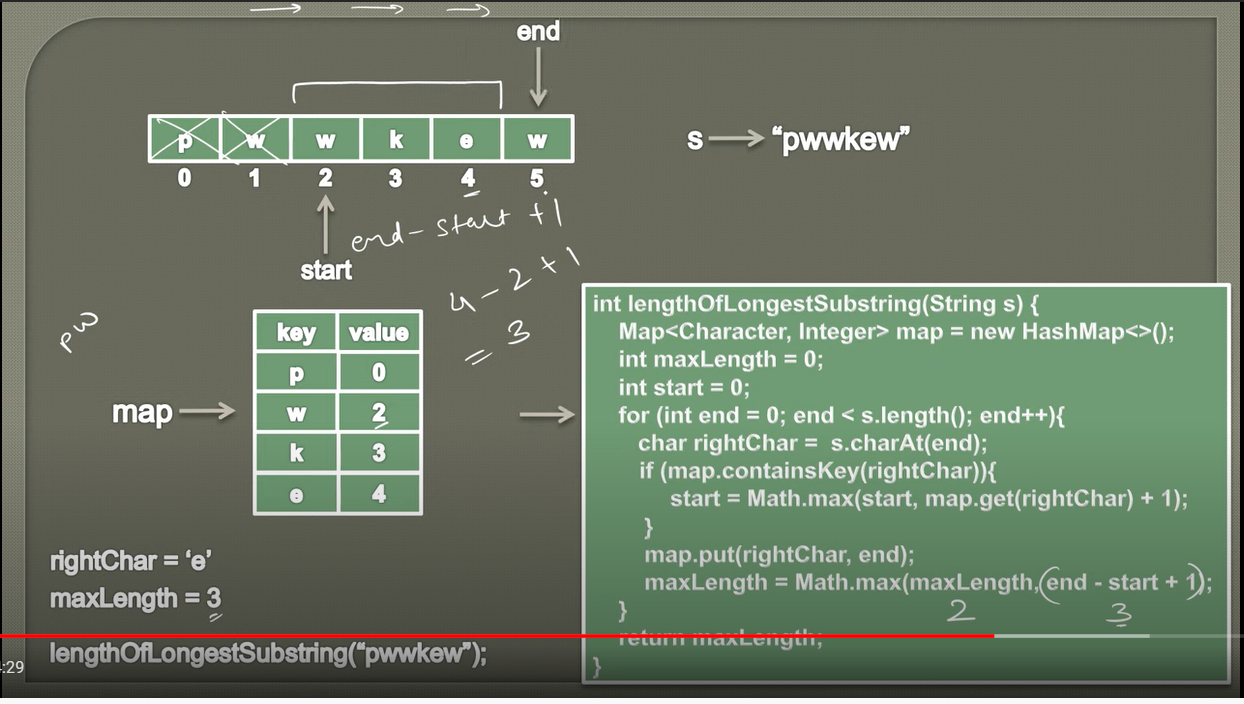 end
p w w k e w
0 1 2 3 4 5
s "pwwkew"
end - start + 1
start
4 - 2 + 1
= 3
pw
map
key value
p 0
w 2
k 3
e 4
rightChar = 'e'
maxLength = 3
lengthOfLongestSubstring("pwwkew");
int lengthOfLongestSubstring(String s) {
Map<Character, Integer> map = new HashMap<>();
int maxLength = 0;
int start = 0;
for (int end = 0; end < s.length(); end++){
char rightChar = s.charAt(end);
if (map.containsKey(rightChar)){
start = Math.max(start, map.get(rightChar) + 1);
}
map.put(rightChar, end);
maxLength = Math.max(maxLength, end - start + 1);
2 3
}
return maxLength;
}
:29